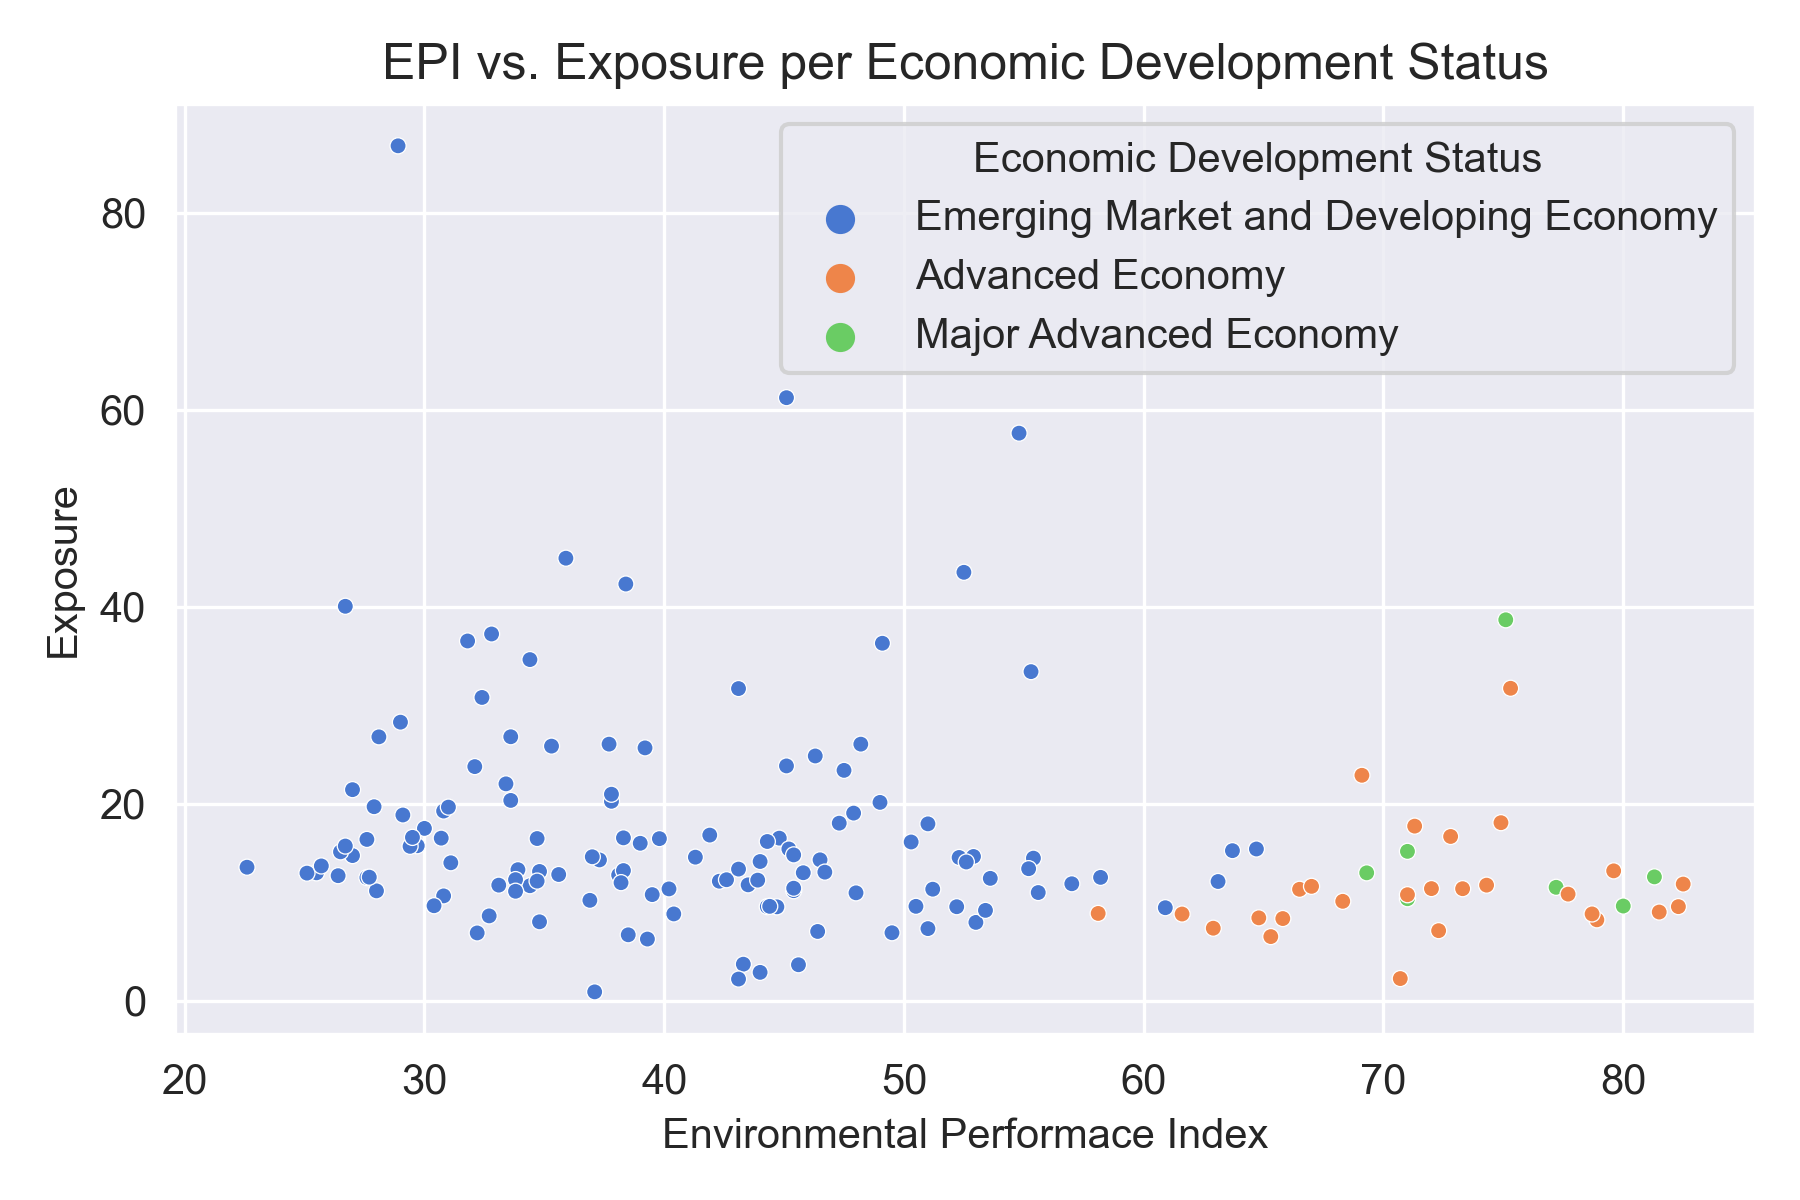 EPI vs. Exposure per Economic Development Status
Economic Development Status
Emerging Market and Developing Economy
Advanced Economy
Major Advanced Economy
80
60
40
20
0
Exposure
20 30 40 50 60 70 80
Environmental Performace Index